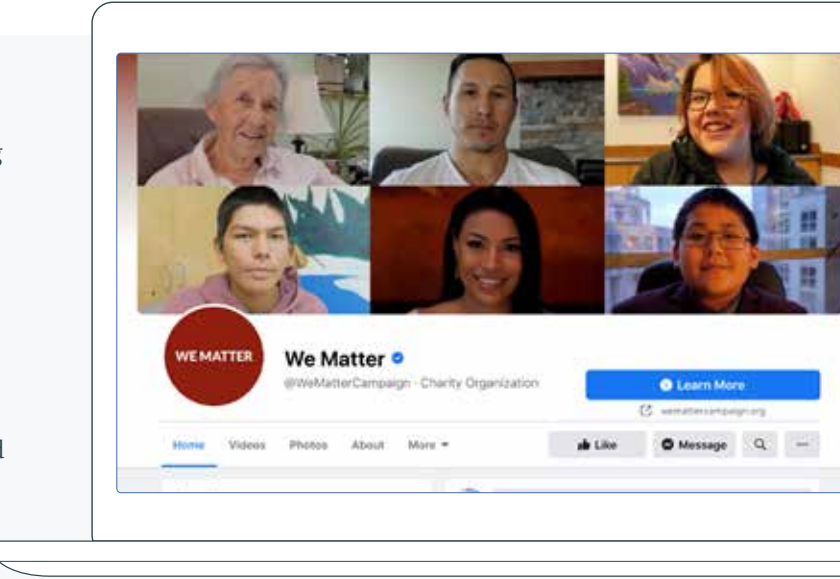 WE MATTER
We Matter
@WeMatterCampaign · Charity Organization
Learn More
wemattercampaign.org
Home Videos Photos About More
Like Message